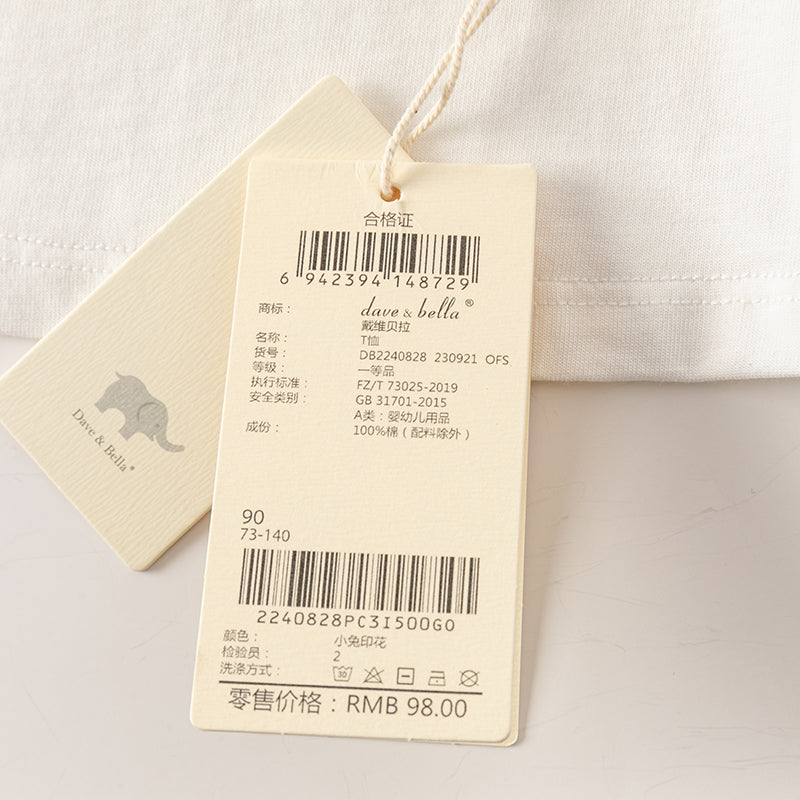 合格证
6 942394 148729
商标： dave & bella®
戴维贝拉
名称： T恤
货号： DB2240828 230921 OFS
等级： 一等品
执行标准： FZ/T 73025-2019
安全类别： GB 31701-2015
A类：婴幼儿用品
成份： 100%棉（配料除外）
90
73-140
2240828PC3I500G0
颜色： 小兔印花
检验员： 2
洗涤方式： 30
零售价格：RMB 98.00
Dave & Bella®